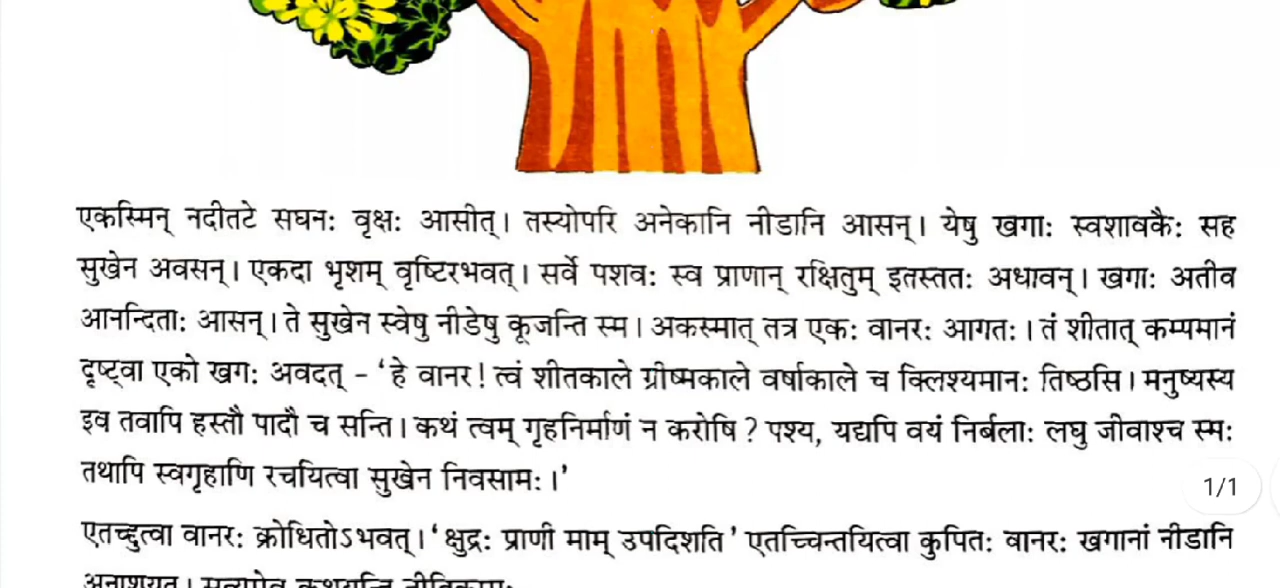 एकस्मिन् नदीतटे सघनः वृक्षः आसीत्। तस्योपरि अनेकानि नीडानि आसन्। येषु खगाः स्वशावकैः सह
सुखेन अवसन्। एकदा भृशम् वृष्टिरभवत्। सर्वे पशवः स्व प्राणान् रक्षितुम् इतस्ततः अधावन्। खगाः अतीव
आनन्दिताः आसन्। ते सुखेन स्वेषु नीडेषु कूजन्ति स्म। अकस्मात् तत्र एकः वानरः आगतः। तं शीतात् कम्पमानं
दृष्ट्वा एको खगः अवदत् – ‘हे वानर! त्वं शीतकाले ग्रीष्मकाले वर्षाकाले च क्लिश्यमानः तिष्ठसि। मनुष्यस्य
इव तवापि हस्तौ पादौ च सन्ति। कथं त्वम् गृहनिर्माणं न करोषि? पश्य, यद्यपि वयं निर्बलाः लघु जीवाश्च स्मः
तथापि स्वगृहाणि रचयित्वा सुखेन निवसामः।’
1/1
एतच्छ्रुत्वा वानरः क्रोधितोऽभवत्। ‘क्षुद्रः प्राणी माम् उपदिशति’ एतच्चिन्तयित्वा कुपितः वानरः खगानां नीडानि
अनाशयत्।